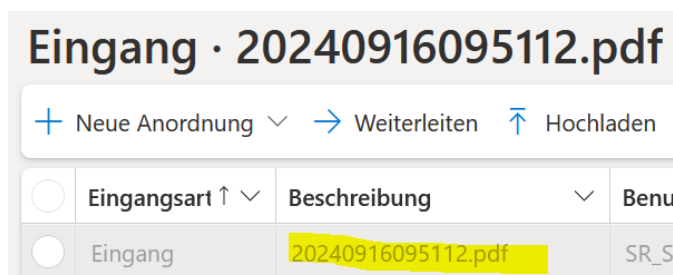 Eingang · 20240916095112.pdf
Neue Anordnung Weiterleiten Hochladen
Eingangsart Beschreibung
Eingang 20240916095112.pdf SR_S